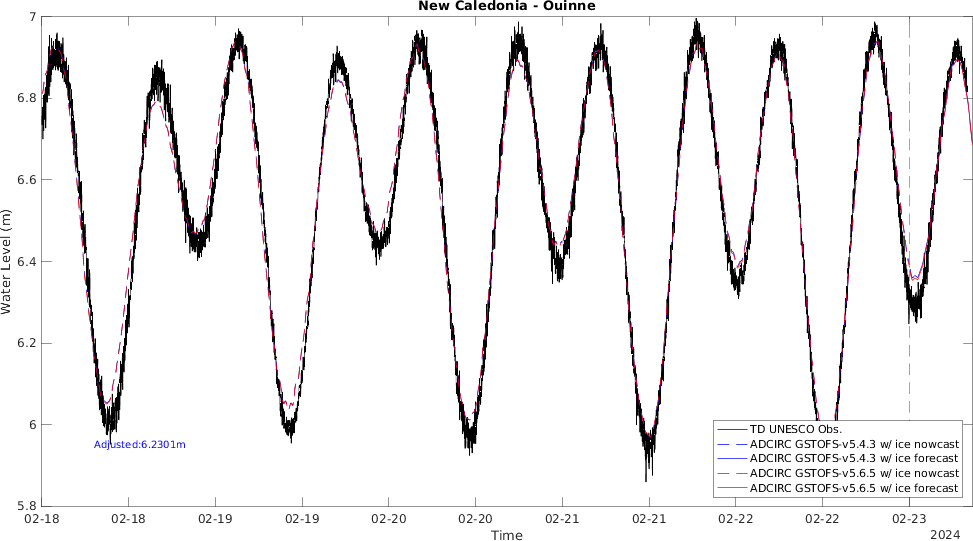 New Caledonia - Ouinne
7
6.8
6.6
6.4
6.2
6
5.8
Water Level (m)
Adjusted:6.2301m
TD UNESCO Obs.
ADCIRC GSTOFS-v5.4.3 w/ ice nowcast
ADCIRC GSTOFS-v5.4.3 w/ ice forecast
ADCIRC GSTOFS-v5.6.5 w/ ice nowcast
ADCIRC GSTOFS-v5.6.5 w/ ice forecast
02-18 02-18 02-19 02-19 02-20 02-20 02-21 02-21 02-22 02-22 02-23
Time
2024